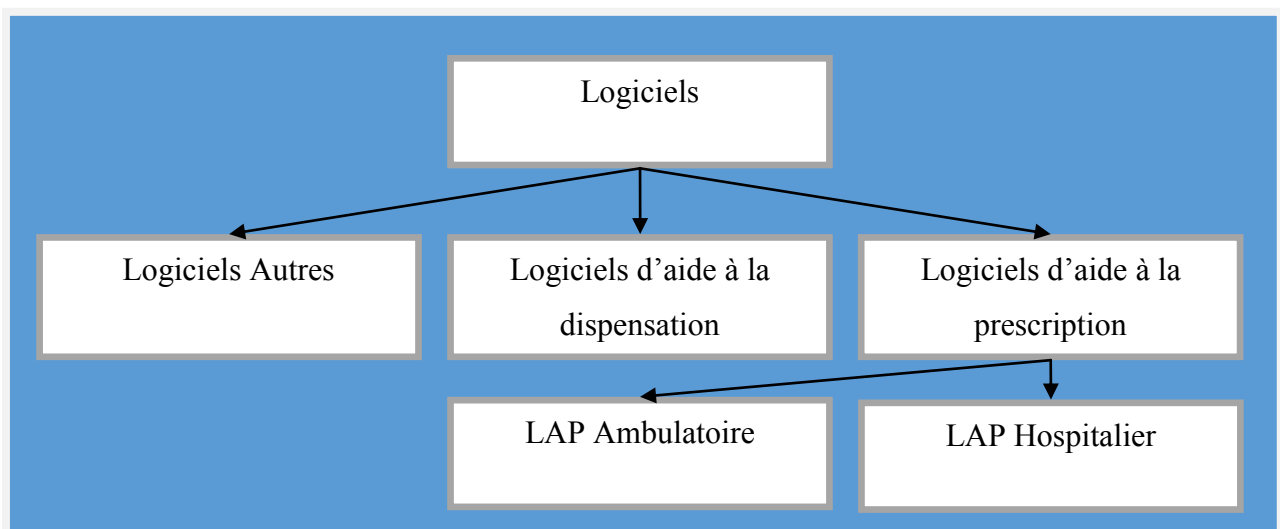 Logiciels
Logiciels Autres
Logiciels d’aide à la
dispensation
Logiciels d’aide à la
prescription
LAP Ambulatoire
LAP Hospitalier